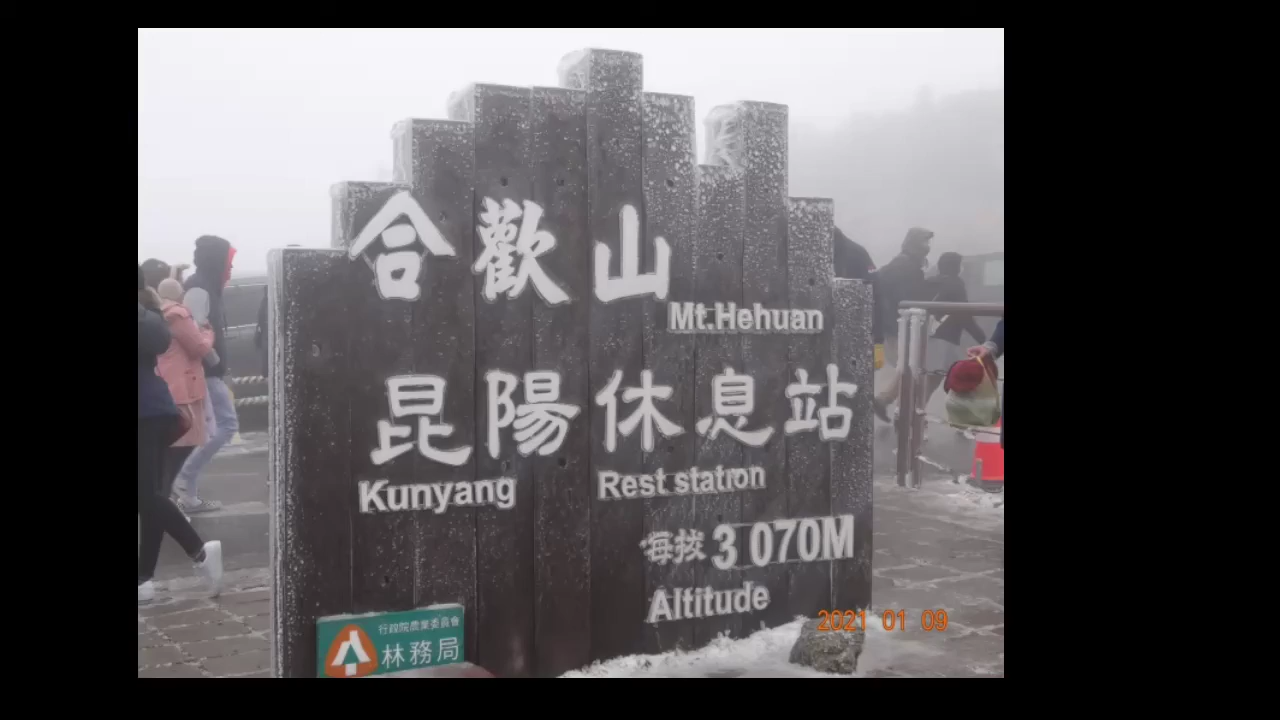 合歡山
Mt.Hehuan
昆陽休息站
Kunyang Rest station
海拔 3 070M
Altitude
行政院農業委員會
林務局
2021 01 09